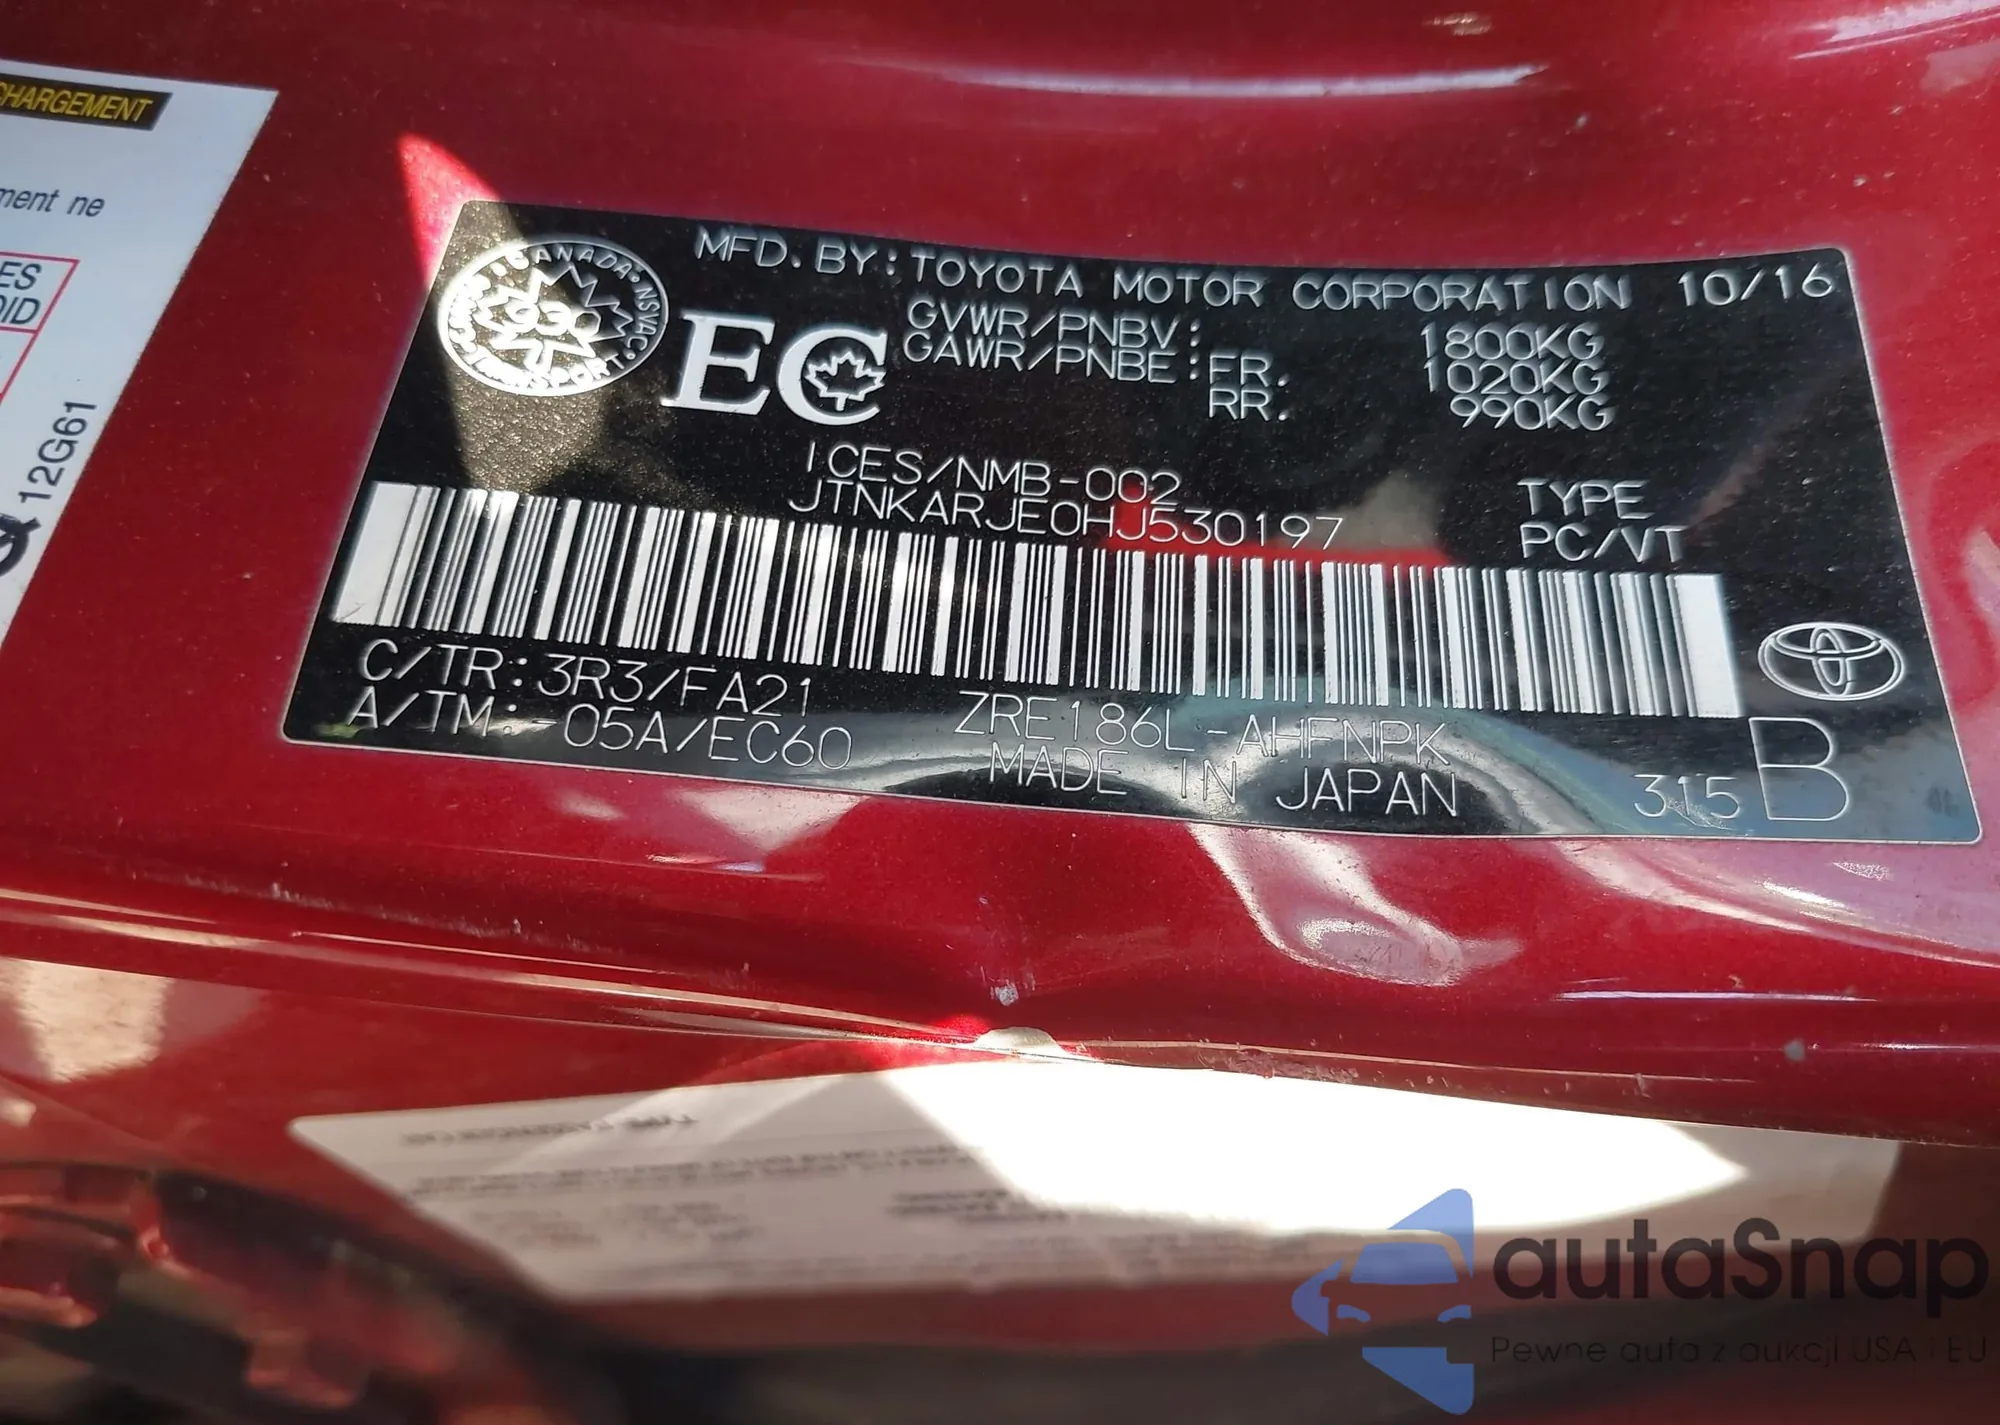 CHARGEMENT
ment ne
ES
OID
12G61
CANADA
NSVAC
TRANSPORT
930
MFD. BY: TOYOTA MOTOR CORPORATION 10/16
EC
GVWR/PNBV: 1800KG
GAWR/PNBE: FR. 1020KG
RR. 990KG
ICES/NMB-002
JTNKARJE0HJ530197
TYPE
PC/VT
C/TR: 3R3/FA21
A/TM: -05A/EC60
ZRE186L-AHFNPK
MADE IN JAPAN
315 B
autaSnap
Pewne auta z aukcji USA i EU